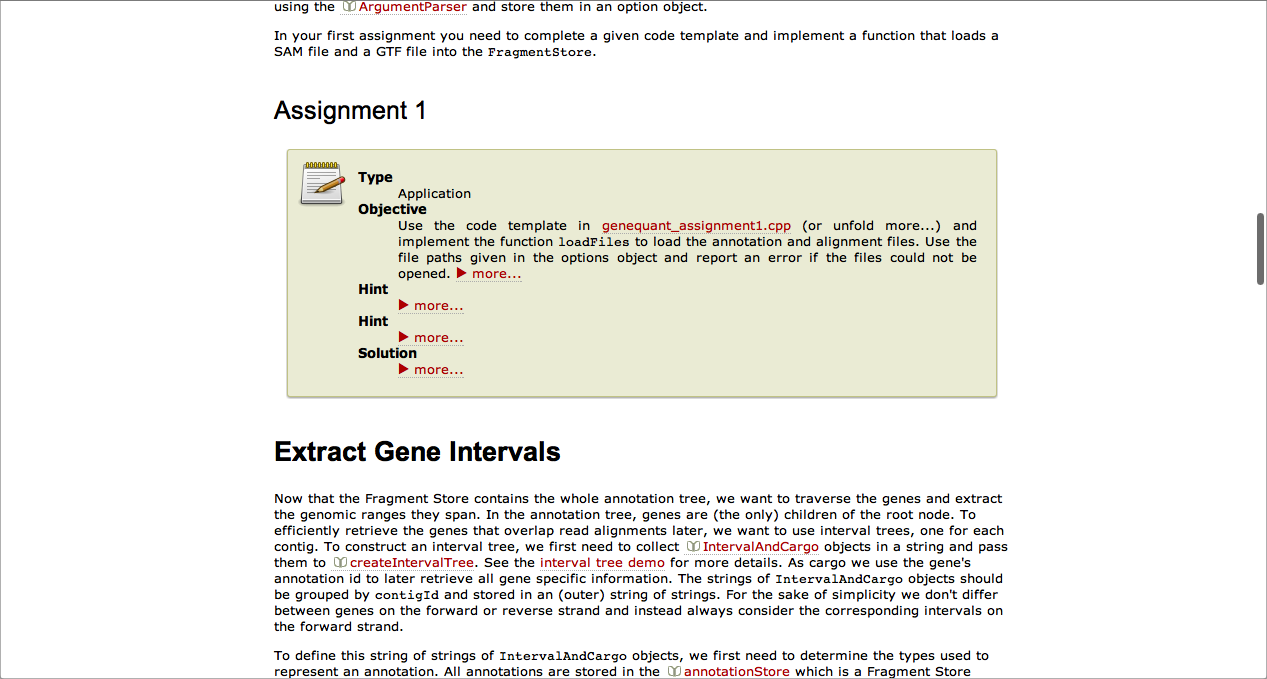 using the ArgumentParser and store them in an option object.
In your first assignment you need to complete a given code template and implement a function that loads a
SAM file and a GTF file into the FragmentStore.
Assignment 1
Type
Application
Objective
Use the code template in genequant_assignment1.cpp (or unfold more...) and
implement the function loadFiles to load the annotation and alignment files. Use the
file paths given in the options object and report an error if the files could not be
opened. more...
Hint
more...
Hint
more...
Solution
more...
Extract Gene Intervals
Now that the Fragment Store contains the whole annotation tree, we want to traverse the genes and extract
the genomic ranges they span. In the annotation tree, genes are (the only) children of the root node. To
efficiently retrieve the genes that overlap read alignments later, we want to use interval trees, one for each
contig. To construct an interval tree, we first need to collect IntervalAndCargo objects in a string and pass
them to createIntervalTree. See the interval tree demo for more details. As cargo we use the gene's
annotation id to later retrieve all gene specific information. The strings of IntervalAndCargo objects should
be grouped by contigId and stored in an (outer) string of strings. For the sake of simplicity we don't differ
between genes on the forward or reverse strand and instead always consider the corresponding intervals on
the forward strand.
To define this string of strings of IntervalAndCargo objects, we first need to determine the types used to
represent an annotation. All annotations are stored in the annotationStore which is a Fragment Store